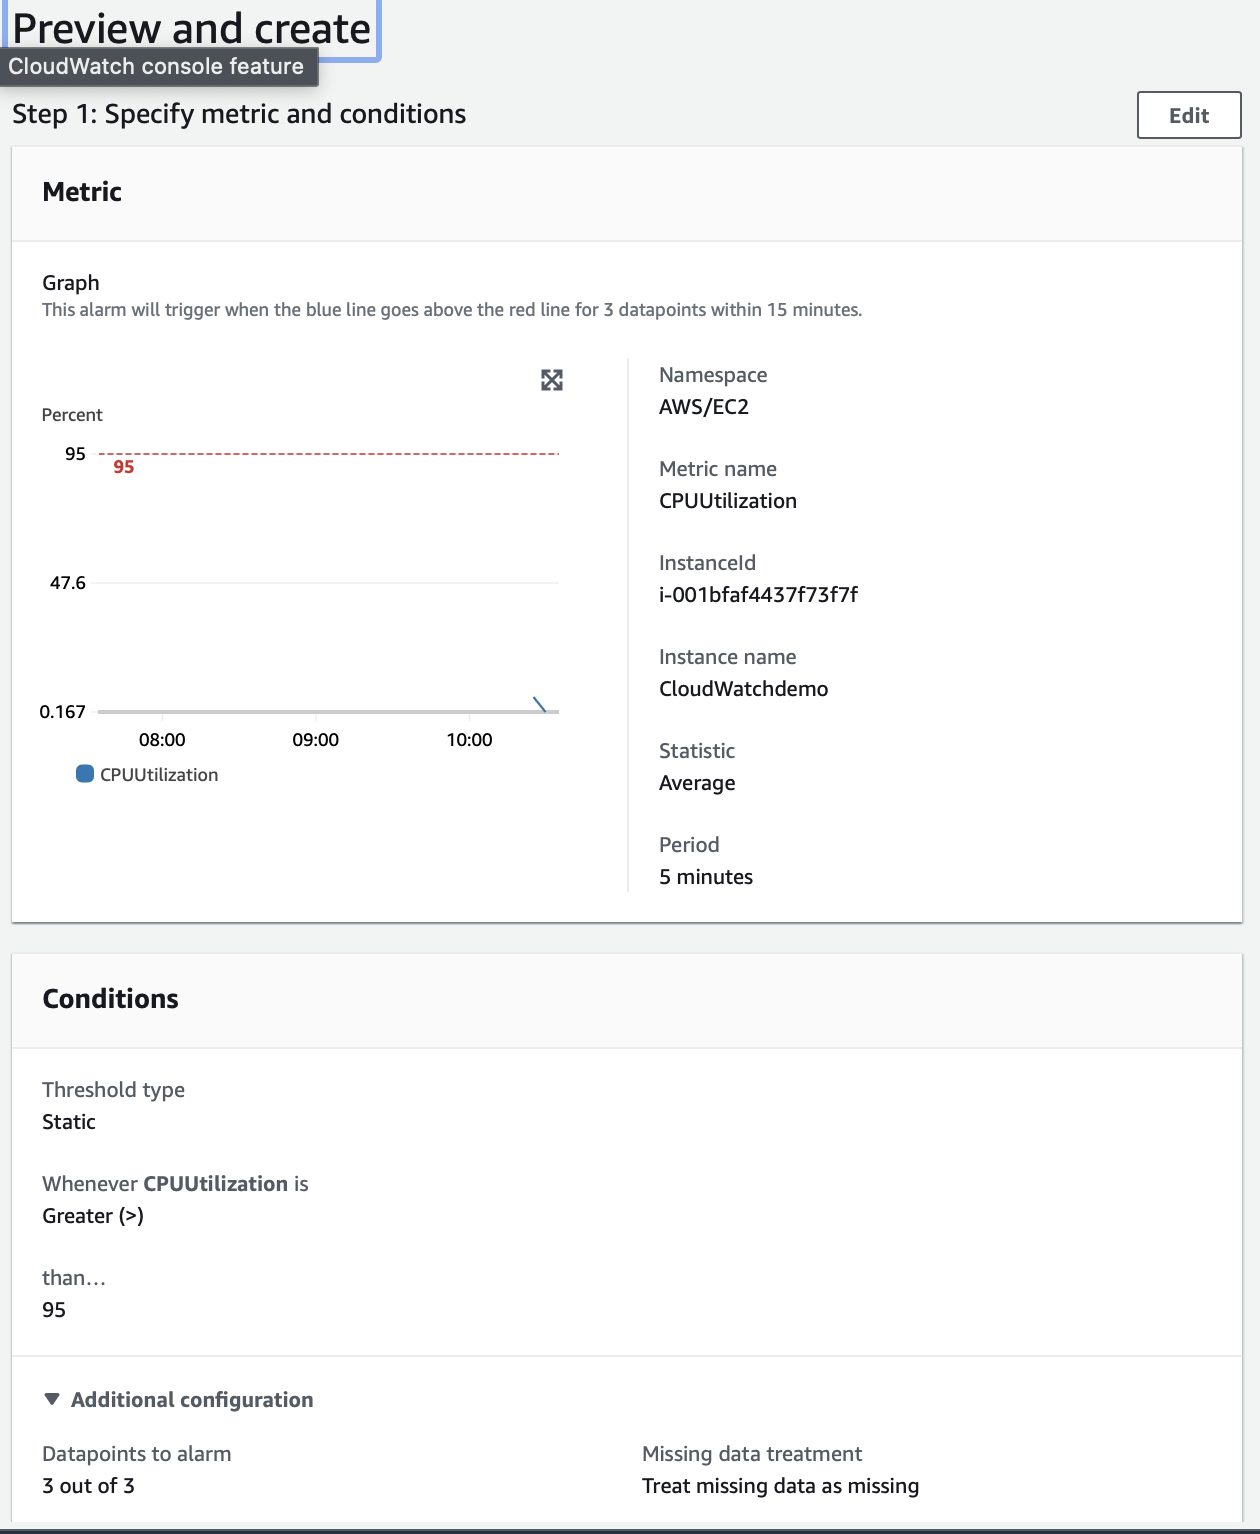 Preview and create
CloudWatch console feature
Step 1: Specify metric and conditions
Edit
Metric
Graph
This alarm will trigger when the blue line goes above the red line for 3 datapoints within 15 minutes.
Percent
95
95
47.6
0.167
08:00
09:00
10:00
CPUUtilization
Namespace
AWS/EC2
Metric name
CPUUtilization
InstanceId
i-001bfaf4437f73f7f
Instance name
CloudWatchdemo
Statistic
Average
Period
5 minutes
Conditions
Threshold type
Static
Whenever CPUUtilization is
Greater (>)
than…
95
Additional configuration
Datapoints to alarm
3 out of 3
Missing data treatment
Treat missing data as missing